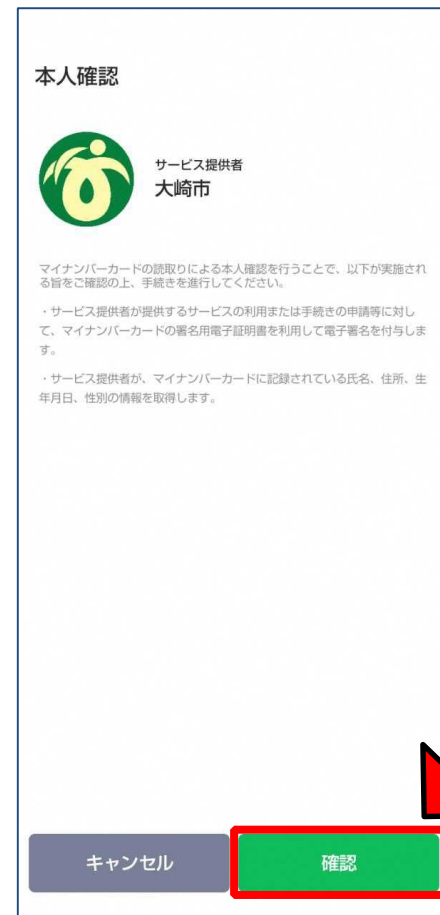 本人確認
サービス提供者
大崎市
マイナンバーカードの読取りによる本人確認を行うことで、以下が実施され
る旨をご確認の上、手続きを進行してください。
・サービス提供者が提供するサービスの利用または手続きの申請等に対し
て、マイナンバーカードの署名用電子証明書を利用して電子署名を付与しま
す。
・サービス提供者が、マイナンバーカードに記録されている氏名、住所、生
年月日、性別の情報を取得します。
キャンセル
確認